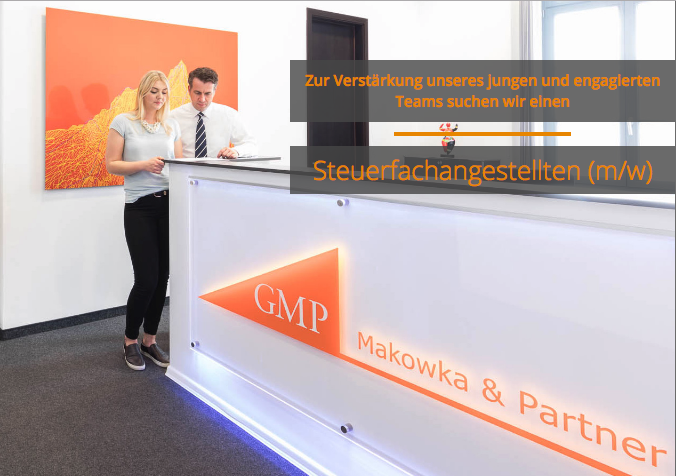 Zur Verstärkung unseres jungen und engagierten
Teams suchen wir einen
Steuerfachangestellten (m/w)
GMP
Makowka & Partner